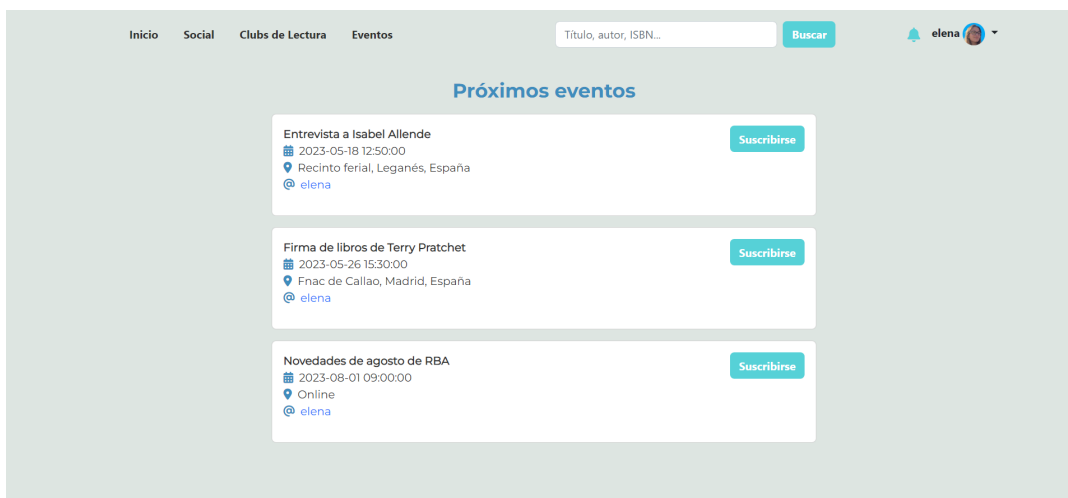 Inicio Social Clubs de Lectura Eventos Título, autor, ISBN... Buscar elena
Próximos eventos
Entrevista a Isabel Allende
Suscribirse
2023-05-18 12:50:00
Recinto ferial, Leganés, España
@ elena
Firma de libros de Terry Pratchet
Suscribirse
2023-05-26 15:30:00
Fnac de Callao, Madrid, España
@ elena
Novedades de agosto de RBA
Suscribirse
2023-08-01 09:00:00
Online
@ elena